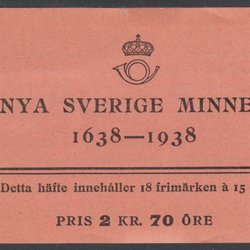 NYA SVERIGE MINNE
1638—1938
Detta häfte innehåller 18 frimärken à 15
PRIS 2 KR. 70 ÖRE